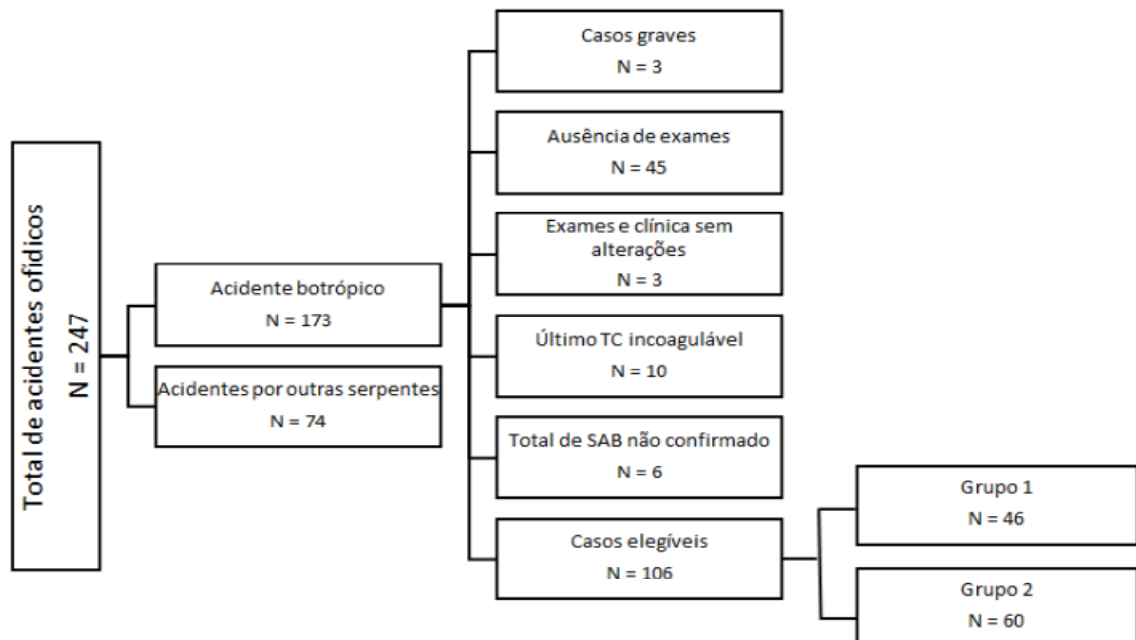 Total de acidentes ofídicos
N = 247
Acidente botrópico
N = 173
Acidentes por outras serpentes
N = 74
Casos graves
N = 3
Ausência de exames
N = 45
Exames e clínica sem
alterações
N = 3
Último TC incoagulável
N = 10
Total de SAB não confirmado
N = 6
Casos elegíveis
N = 106
Grupo 1
N = 46
Grupo 2
N = 60